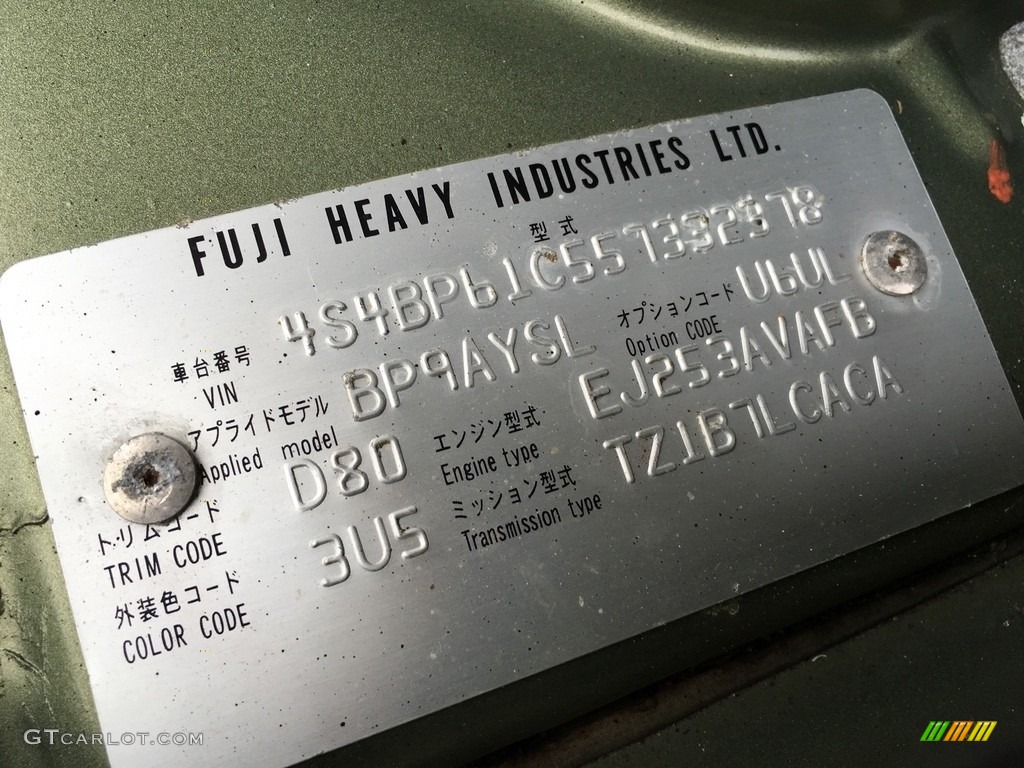 FUJI HEAVY INDUSTRIES LTD.
型式
車台番号 4S4BP61C557332378
VIN
アプライドモデル BP9AYSL オプションコード U6UL
Applied model Option CODE
トリムコード D80 エンジン型式 EJ253AVAFB
TRIM CODE Engine type
外装色コード 3U5 ミッション型式 TZ1B7LCACA
COLOR CODE Transmission type
GTCARLOT.COM